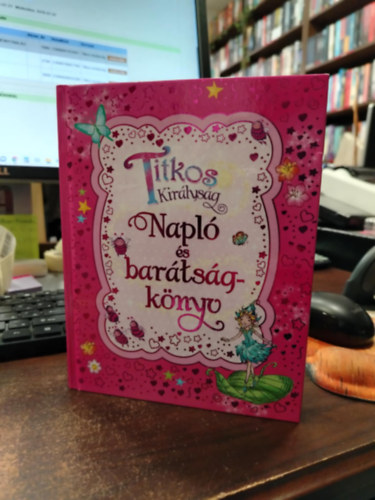 Titkos
Királyság
Napló
és
barátság-
könyv